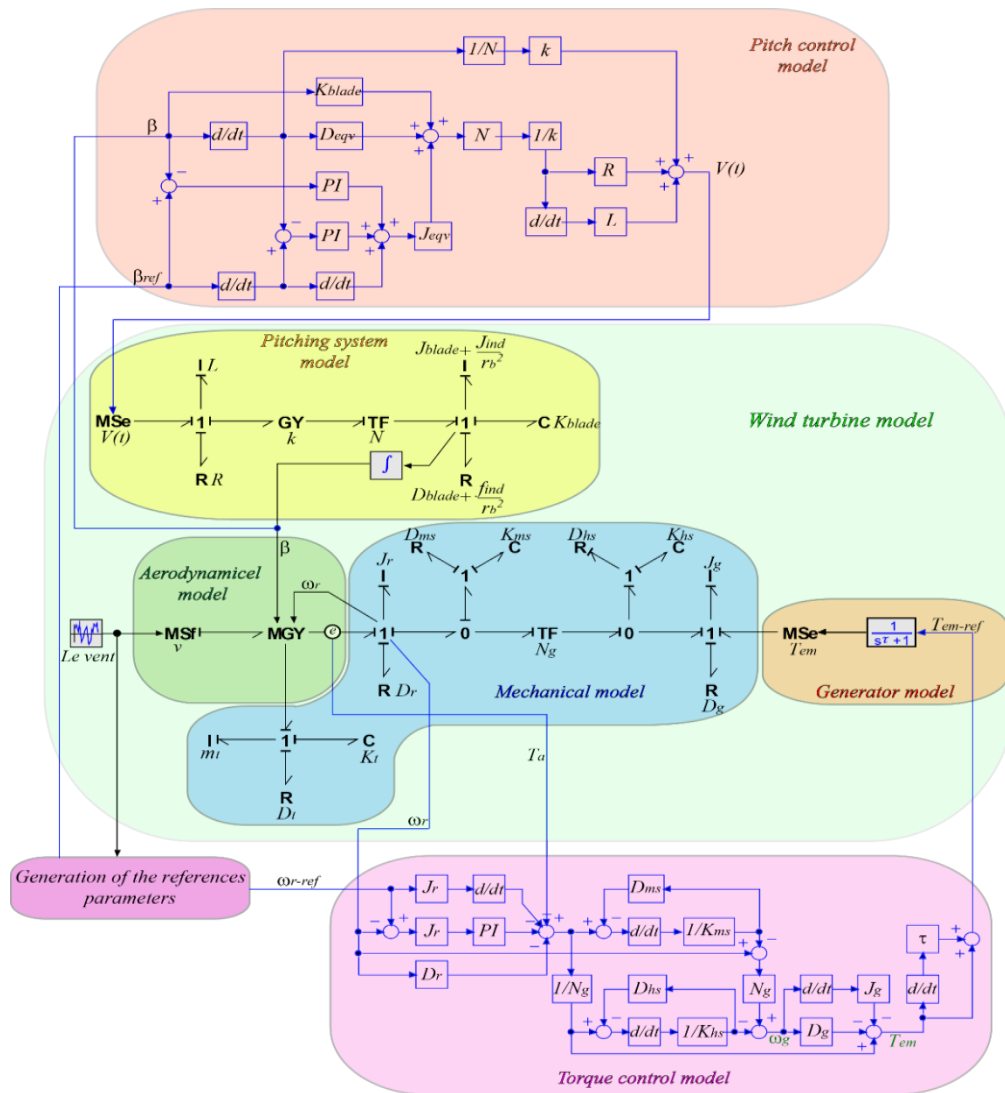 Pitch control
model
1/N
k
Kblade
β
d/dt
Deqv
N
1/k
PI
R
V(t)
PI
Jeqv
d/dt
L
βref
d/dt
d/dt
Pitching system
model
Jblade+ Jind
rb²
I L
I
MSe
1
GY
TF
1
C Kblade
V(t)
k
N
∫
R R
R
Dblade+ find
rb²
Wind turbine model
Aerodynamicel
model
β
ωr
Jr
I
Dms
R
Kms
C
1
Dhs
R
Khs
C
1
Jg
I
Le vent
MSf
v
MGY
e
1
0
TF
Ng
0
1
MSe
Tem
1
sτ+1
Tem-ref
R Dr
Mechanical model
R
Dg
Generator model
I
mt
1
C
Kt
R
Dt
Ta
ωr
Generation of the references
parameters
ωr-ref
Jr
d/dt
Dms
Jr
PI
d/dt
1/Kms
τ
Dr
1/Ng
Dhs
Ng
d/dt
Jg
d/dt
d/dt
1/Khs
ωg
Dg
Tem
Torque control model